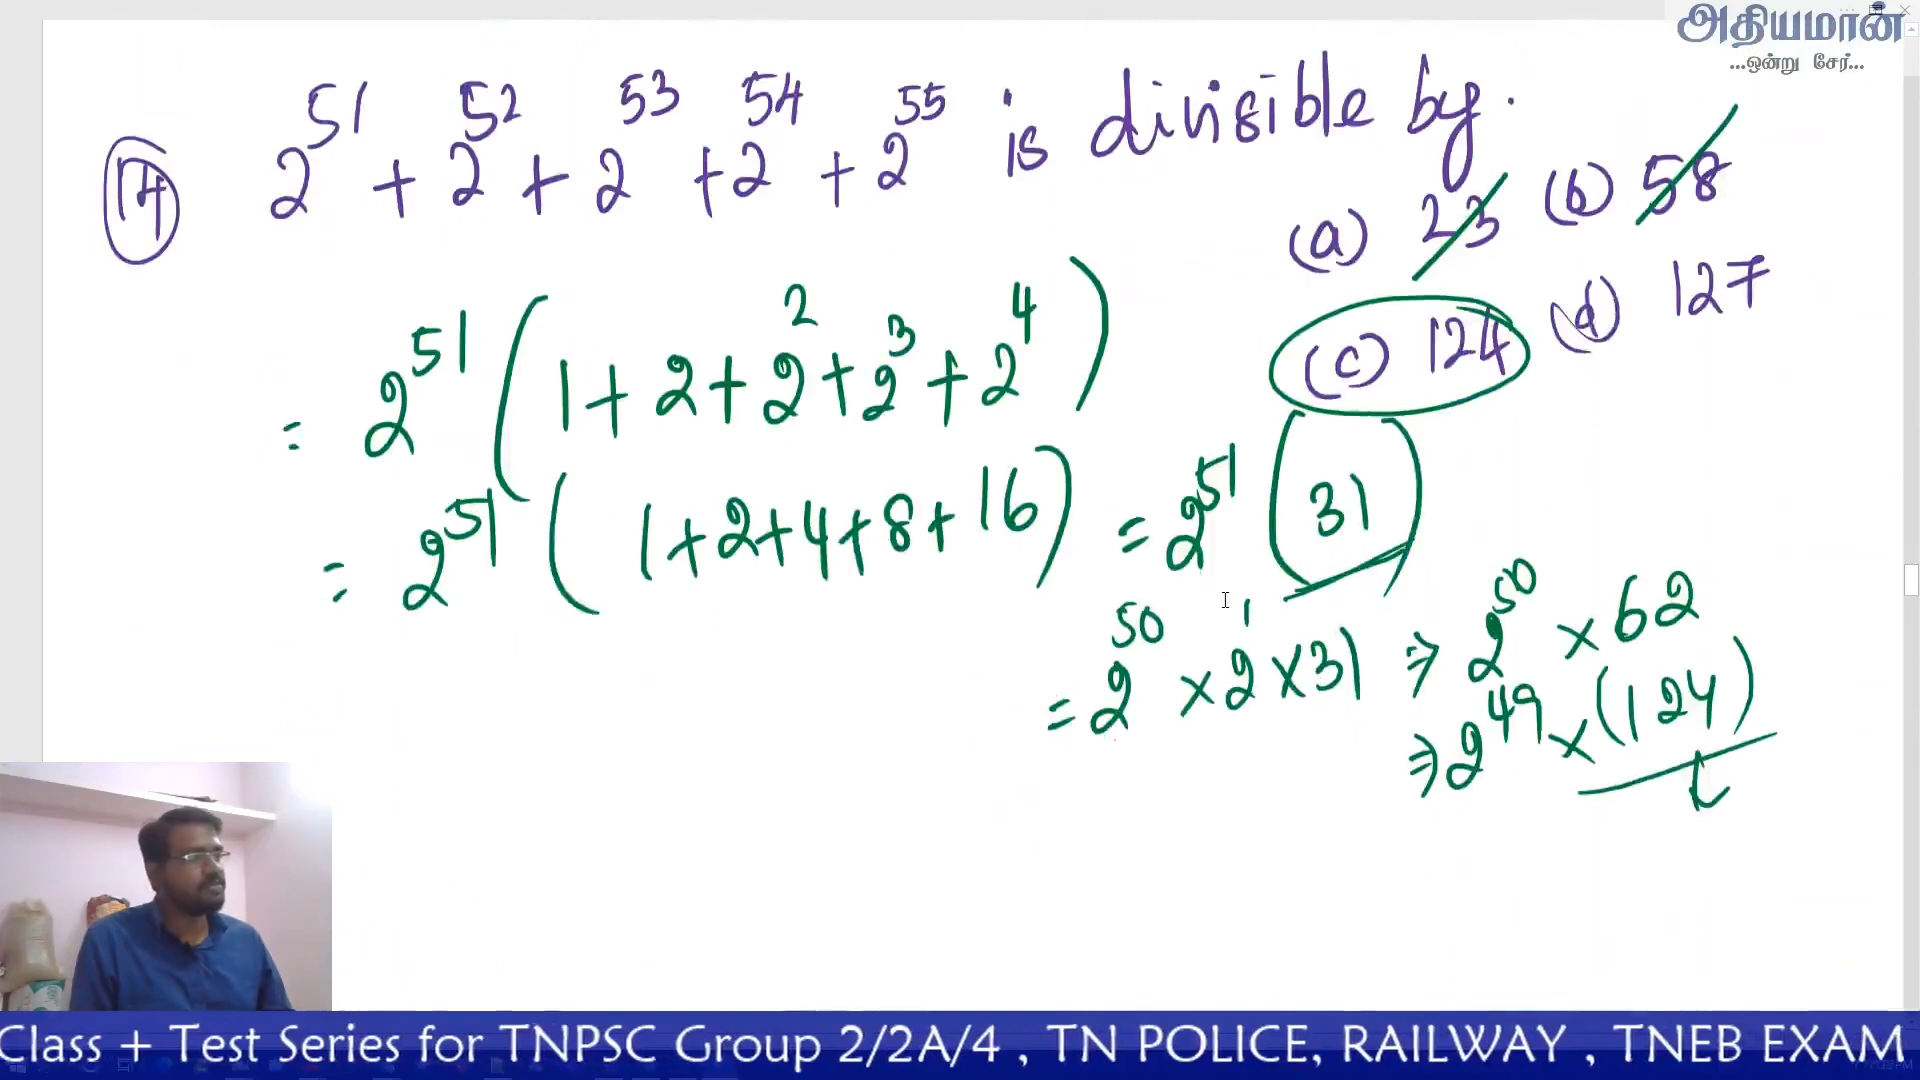 அதியமான்
...ஒன்று சேர்...
14 2^51 + 2^52 + 2^53 + 2^54 + 2^55 is divisible by.
(a) 23 (b) 58
(c) 124 (d) 127
= 2^51 (1 + 2 + 2^2 + 2^3 + 2^4)
= 2^51 (1+2+4+8+16) = 2^51 (31)
= 2^50 × 2^1 × 31 ⇒ 2^50 × 62
⇒ 2^49 × (124)
Class + Test Series for TNPSC Group 2/2A/4 , TN POLICE, RAILWAY , TNEB EXAM